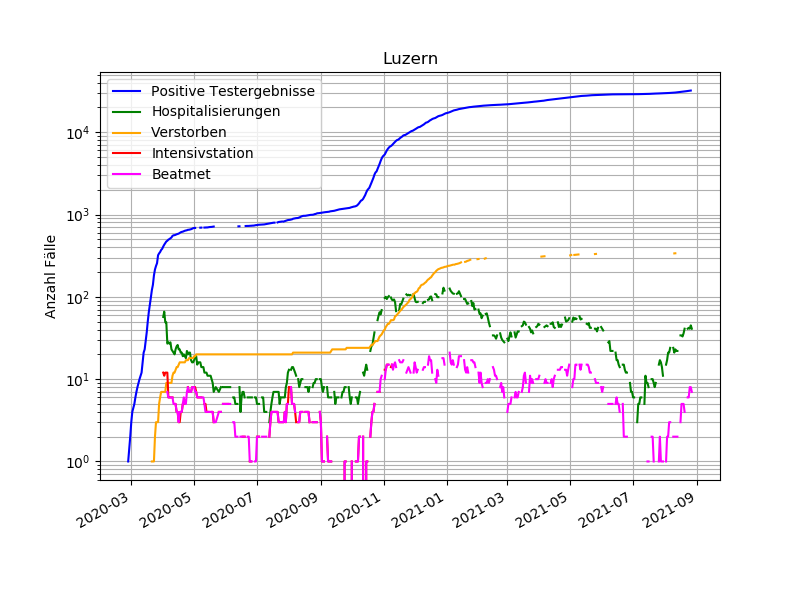 Luzern
Positive Testergebnisse
Hospitalisierungen
Verstorben
Intensivstation
Beatmet
Anzahl Fälle
10^4
10^3
10^2
10^1
10^0
2020-03 2020-05 2020-07 2020-09 2020-11 2021-01 2021-03 2021-05 2021-07 2021-09